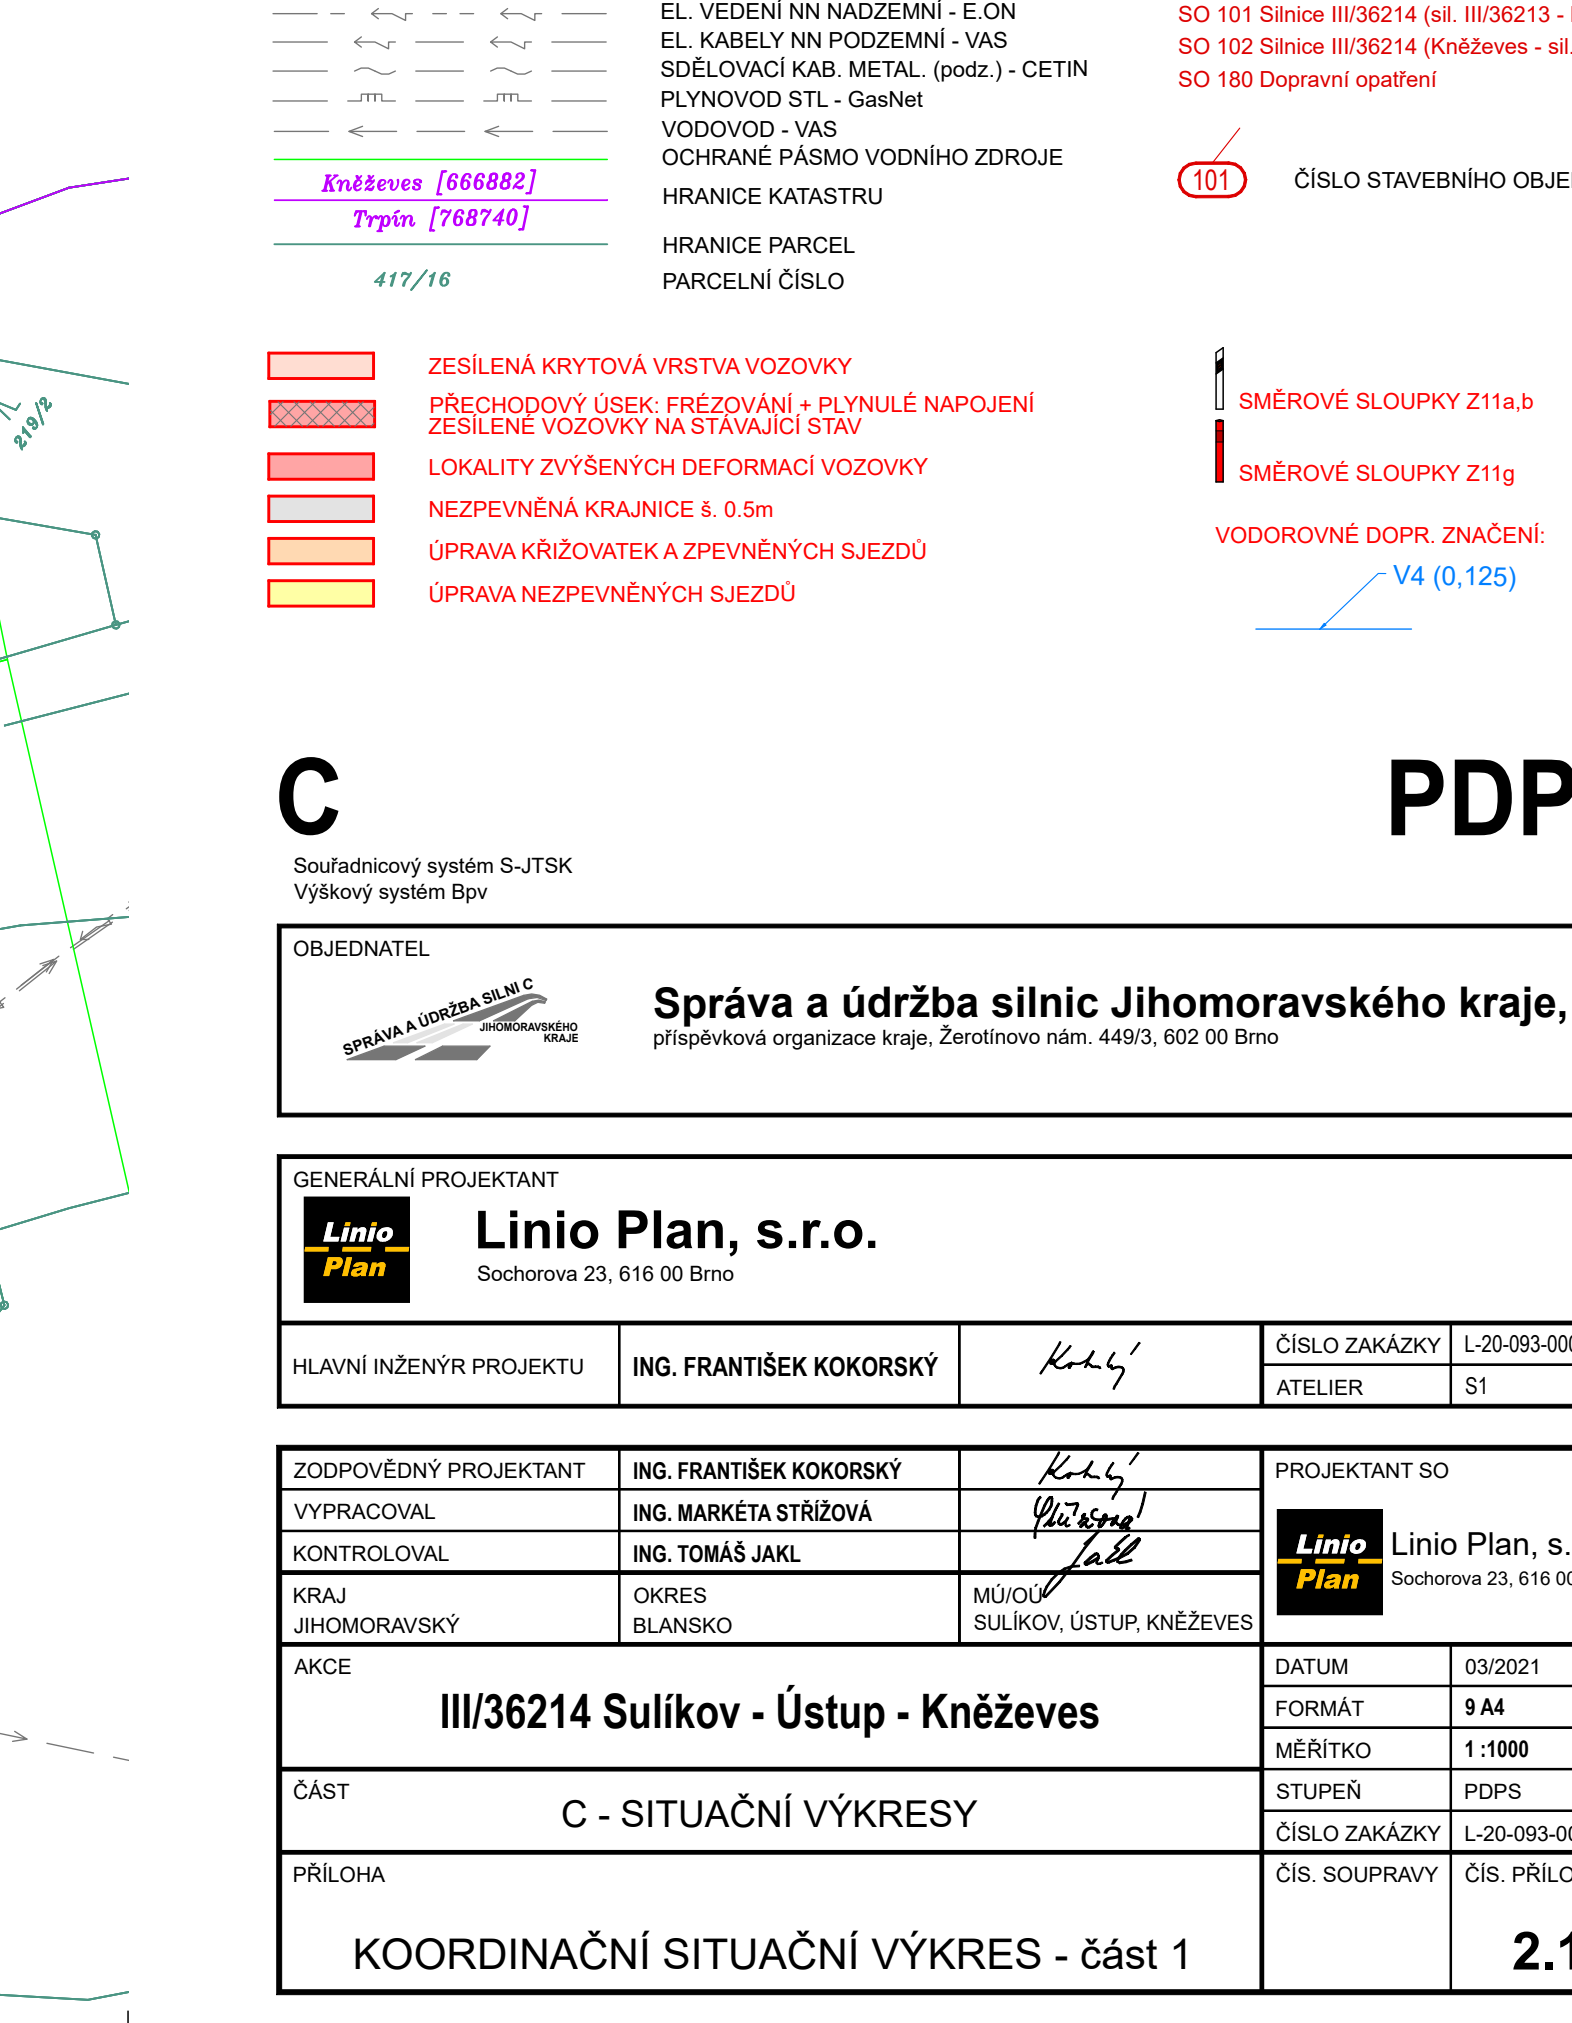 EL. VEDENÍ NN NADZEMNÍ - E.ON
EL. KABELY NN PODZEMNÍ - VAS
SDĚLOVACÍ KAB. METAL. (podz.) - CETIN
PLYNOVOD STL - GasNet
VODOVOD - VAS
OCHRANÉ PÁSMO VODNÍHO ZDROJE
Kněževes [666882]
HRANICE KATASTRU
Trpín [768740]
HRANICE PARCEL
417/16
PARCELNÍ ČÍSLO
SO 101 Silnice III/36214 (sil. III/36213 -
SO 102 Silnice III/36214 (Kněževes - sil.
SO 180 Dopravní opatření
101
ČÍSLO STAVEBNÍHO OBJE
219/2
ZESÍLENÁ KRYTOVÁ VRSTVA VOZOVKY
PŘECHODOVÝ ÚSEK: FRÉZOVÁNÍ + PLYNULÉ NAPOJENÍ
ZESÍLENÉ VOZOVKY NA STÁVAJÍCÍ STAV
LOKALITY ZVÝŠENÝCH DEFORMACÍ VOZOVKY
NEZPEVNĚNÁ KRAJNICE š. 0.5m
ÚPRAVA KŘIŽOVATEK A ZPEVNĚNÝCH SJEZDŮ
ÚPRAVA NEZPEVNĚNÝCH SJEZDŮ
SMĚROVÉ SLOUPKY Z11a,b
SMĚROVÉ SLOUPKY Z11g
VODOROVNÉ DOPR. ZNAČENÍ:
V4 (0,125)
C
PDP
Souřadnicový systém S-JTSK
Výškový systém Bpv
OBJEDNATEL
SPRÁVA A ÚDRŽBA SILNI C
JIHOMORAVSKÉHO
KRAJE
Správa a údržba silnic Jihomoravského kraje,
příspěvková organizace kraje, Žerotínovo nám. 449/3, 602 00 Brno
GENERÁLNÍ PROJEKTANT
Linio
Plan
Linio Plan, s.r.o.
Sochorova 23, 616 00 Brno
HLAVNÍ INŽENÝR PROJEKTU
ING. FRANTIŠEK KOKORSKÝ
ČÍSLO ZAKÁZKY
L-20-093-000
ATELIER
S1
ZODPOVĚDNÝ PROJEKTANT
ING. FRANTIŠEK KOKORSKÝ
VYPRACOVAL
ING. MARKÉTA STŘÍŽOVÁ
KONTROLOVAL
ING. TOMÁŠ JAKL
KRAJ
JIHOMORAVSKÝ
OKRES
BLANSKO
MÚ/OÚ
SULÍKOV, ÚSTUP, KNĚŽEVES
PROJEKTANT SO
Linio
Plan
Linio Plan, s.
Sochorova 23, 616 00
AKCE
III/36214 Sulíkov - Ústup - Kněževes
DATUM
03/2021
FORMÁT
9 A4
MĚŘÍTKO
1 :1000
STUPEŇ
PDPS
ČÍSLO ZAKÁZKY
L-20-093-00
ČÁST
C - SITUAČNÍ VÝKRESY
PŘÍLOHA
KOORDINAČNÍ SITUAČNÍ VÝKRES - část 1
ČÍS. SOUPRAVY
ČÍS. PŘÍLO
2.1